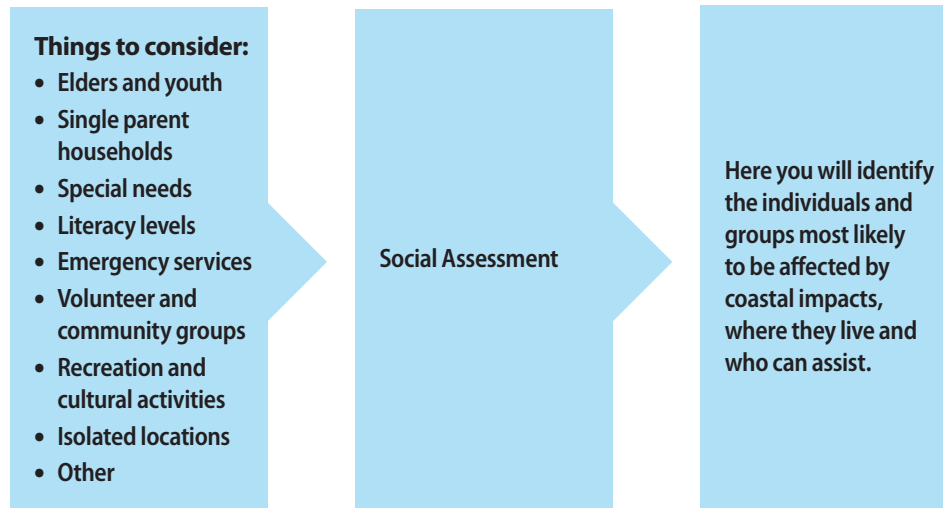 Things to consider:
• Elders and youth
• Single parent
households
• Special needs
• Literacy levels
• Emergency services
• Volunteer and
community groups
• Recreation and
cultural activities
• Isolated locations
• Other
Social Assessment
Here you will identify
the individuals and
groups most likely
to be affected by
coastal impacts,
where they live and
who can assist.